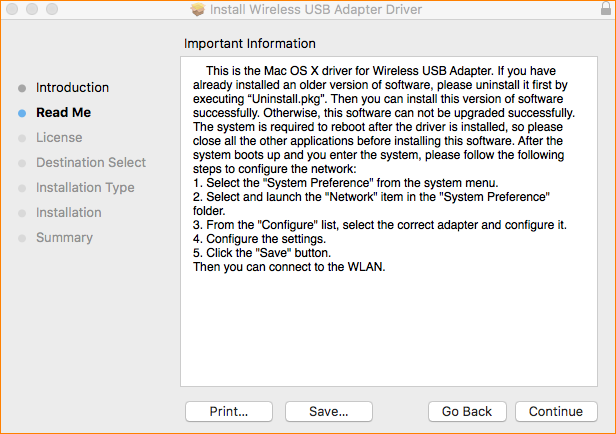 Install Wireless USB Adapter Driver
Important Information
Introduction
Read Me
License
Destination Select
Installation Type
Installation
Summary
This is the Mac OS X driver for Wireless USB Adapter. If you have
already installed an older version of software, please uninstall it first by
executing “Uninstall.pkg”. Then you can install this version of software
successfully. Otherwise, this software can not be upgraded successfully.
The system is required to reboot after the driver is installed, so please
close all the other applications before installing this software. After the
system boots up and you enter the system, please follow the following
steps to configure the network:
1. Select the "System Preference" from the system menu.
2. Select and launch the "Network" item in the "System Preference"
folder.
3. From the "Configure" list, select the correct adapter and configure it.
4. Configure the settings.
5. Click the "Save" button.
Then you can connect to the WLAN.
Print...
Save...
Go Back
Continue